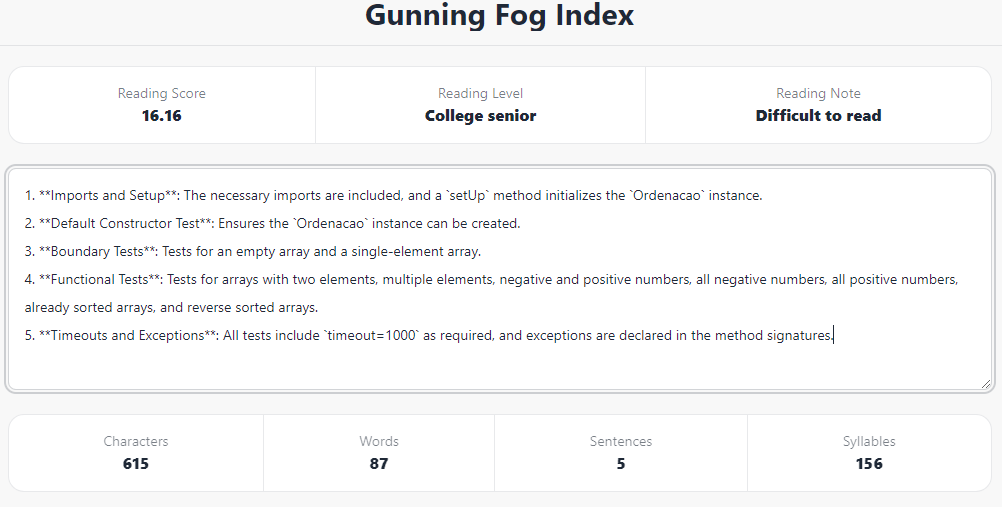 Gunning Fog Index
Reading Score
16.16
Reading Level
College senior
Reading Note
Difficult to read
1. **Imports and Setup**: The necessary imports are included, and a `setUp` method initializes the `Ordenacao` instance.
2. **Default Constructor Test**: Ensures the `Ordenacao` instance can be created.
3. **Boundary Tests**: Tests for an empty array and a single-element array.
4. **Functional Tests**: Tests for arrays with two elements, multiple elements, negative and positive numbers, all negative numbers, all positive numbers,
already sorted arrays, and reverse sorted arrays.
5. **Timeouts and Exceptions**: All tests include `timeout=1000` as required, and exceptions are declared in the method signatures.
Characters
615
Words
87
Sentences
5
Syllables
156